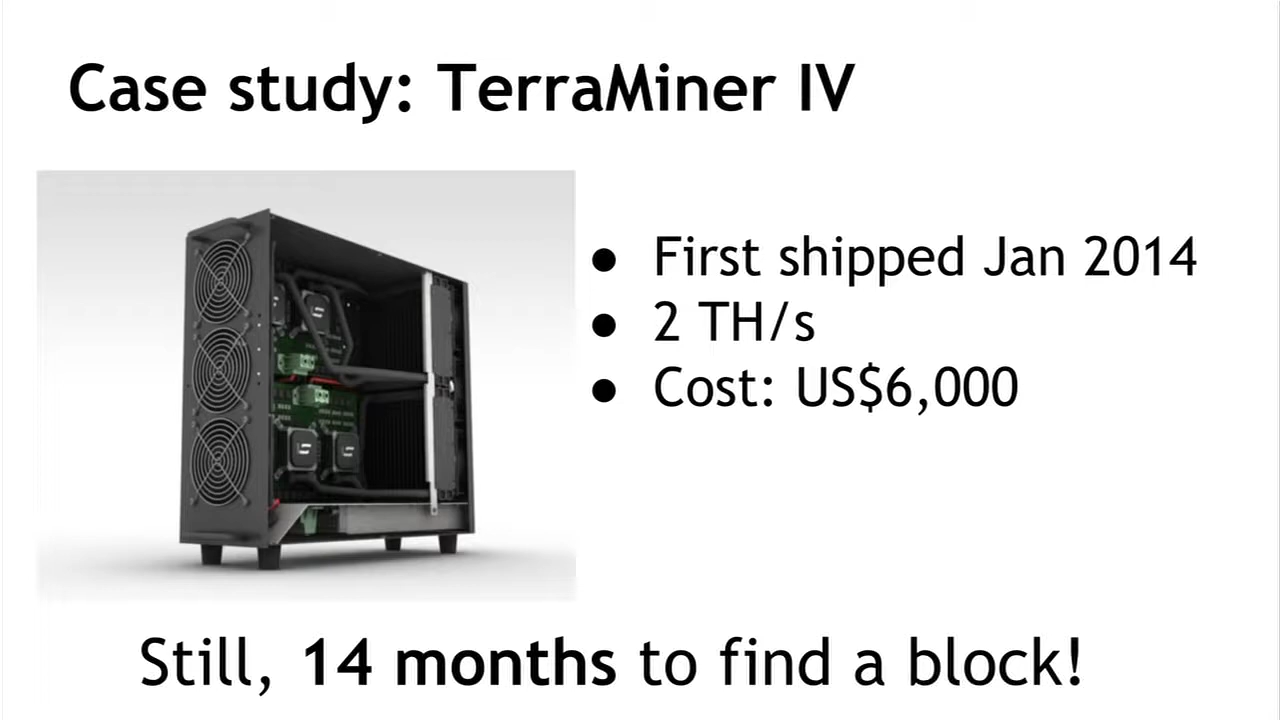 Case study: TerraMiner IV
● First shipped Jan 2014
● 2 TH/s
● Cost: US$6,000
Still, 14 months to find a block!